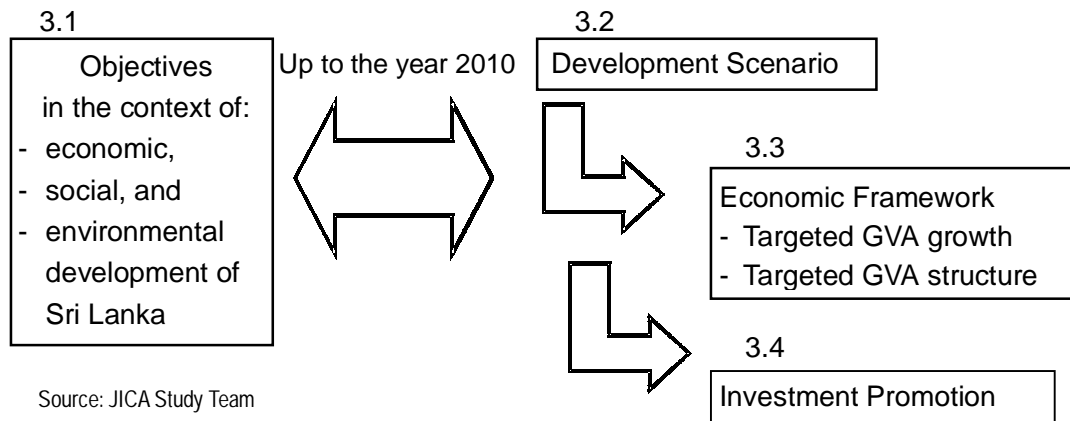 3.1
Objectives
in the context of:
- economic,
- social, and
- environmental
development of
Sri Lanka
Up to the year 2010
3.2
Development Scenario
3.3
Economic Framework
- Targeted GVA growth
- Targeted GVA structure
3.4
Investment Promotion
Source: JICA Study Team